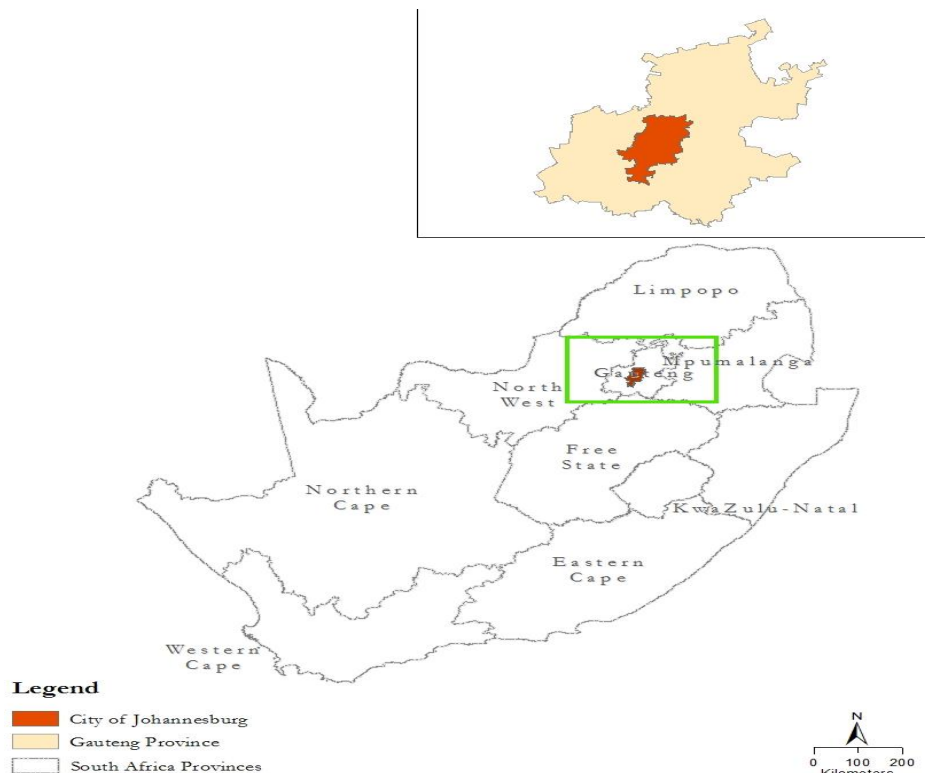 Limpopo
Mpumalanga
Gauteng
North
West
Free
State
Northern
Cape
KwaZulu-Natal
Eastern
Cape
Western
Cape
Legend
City of Johannesburg
Gauteng Province
South Africa Provinces
N
0 100 200
Kilometers